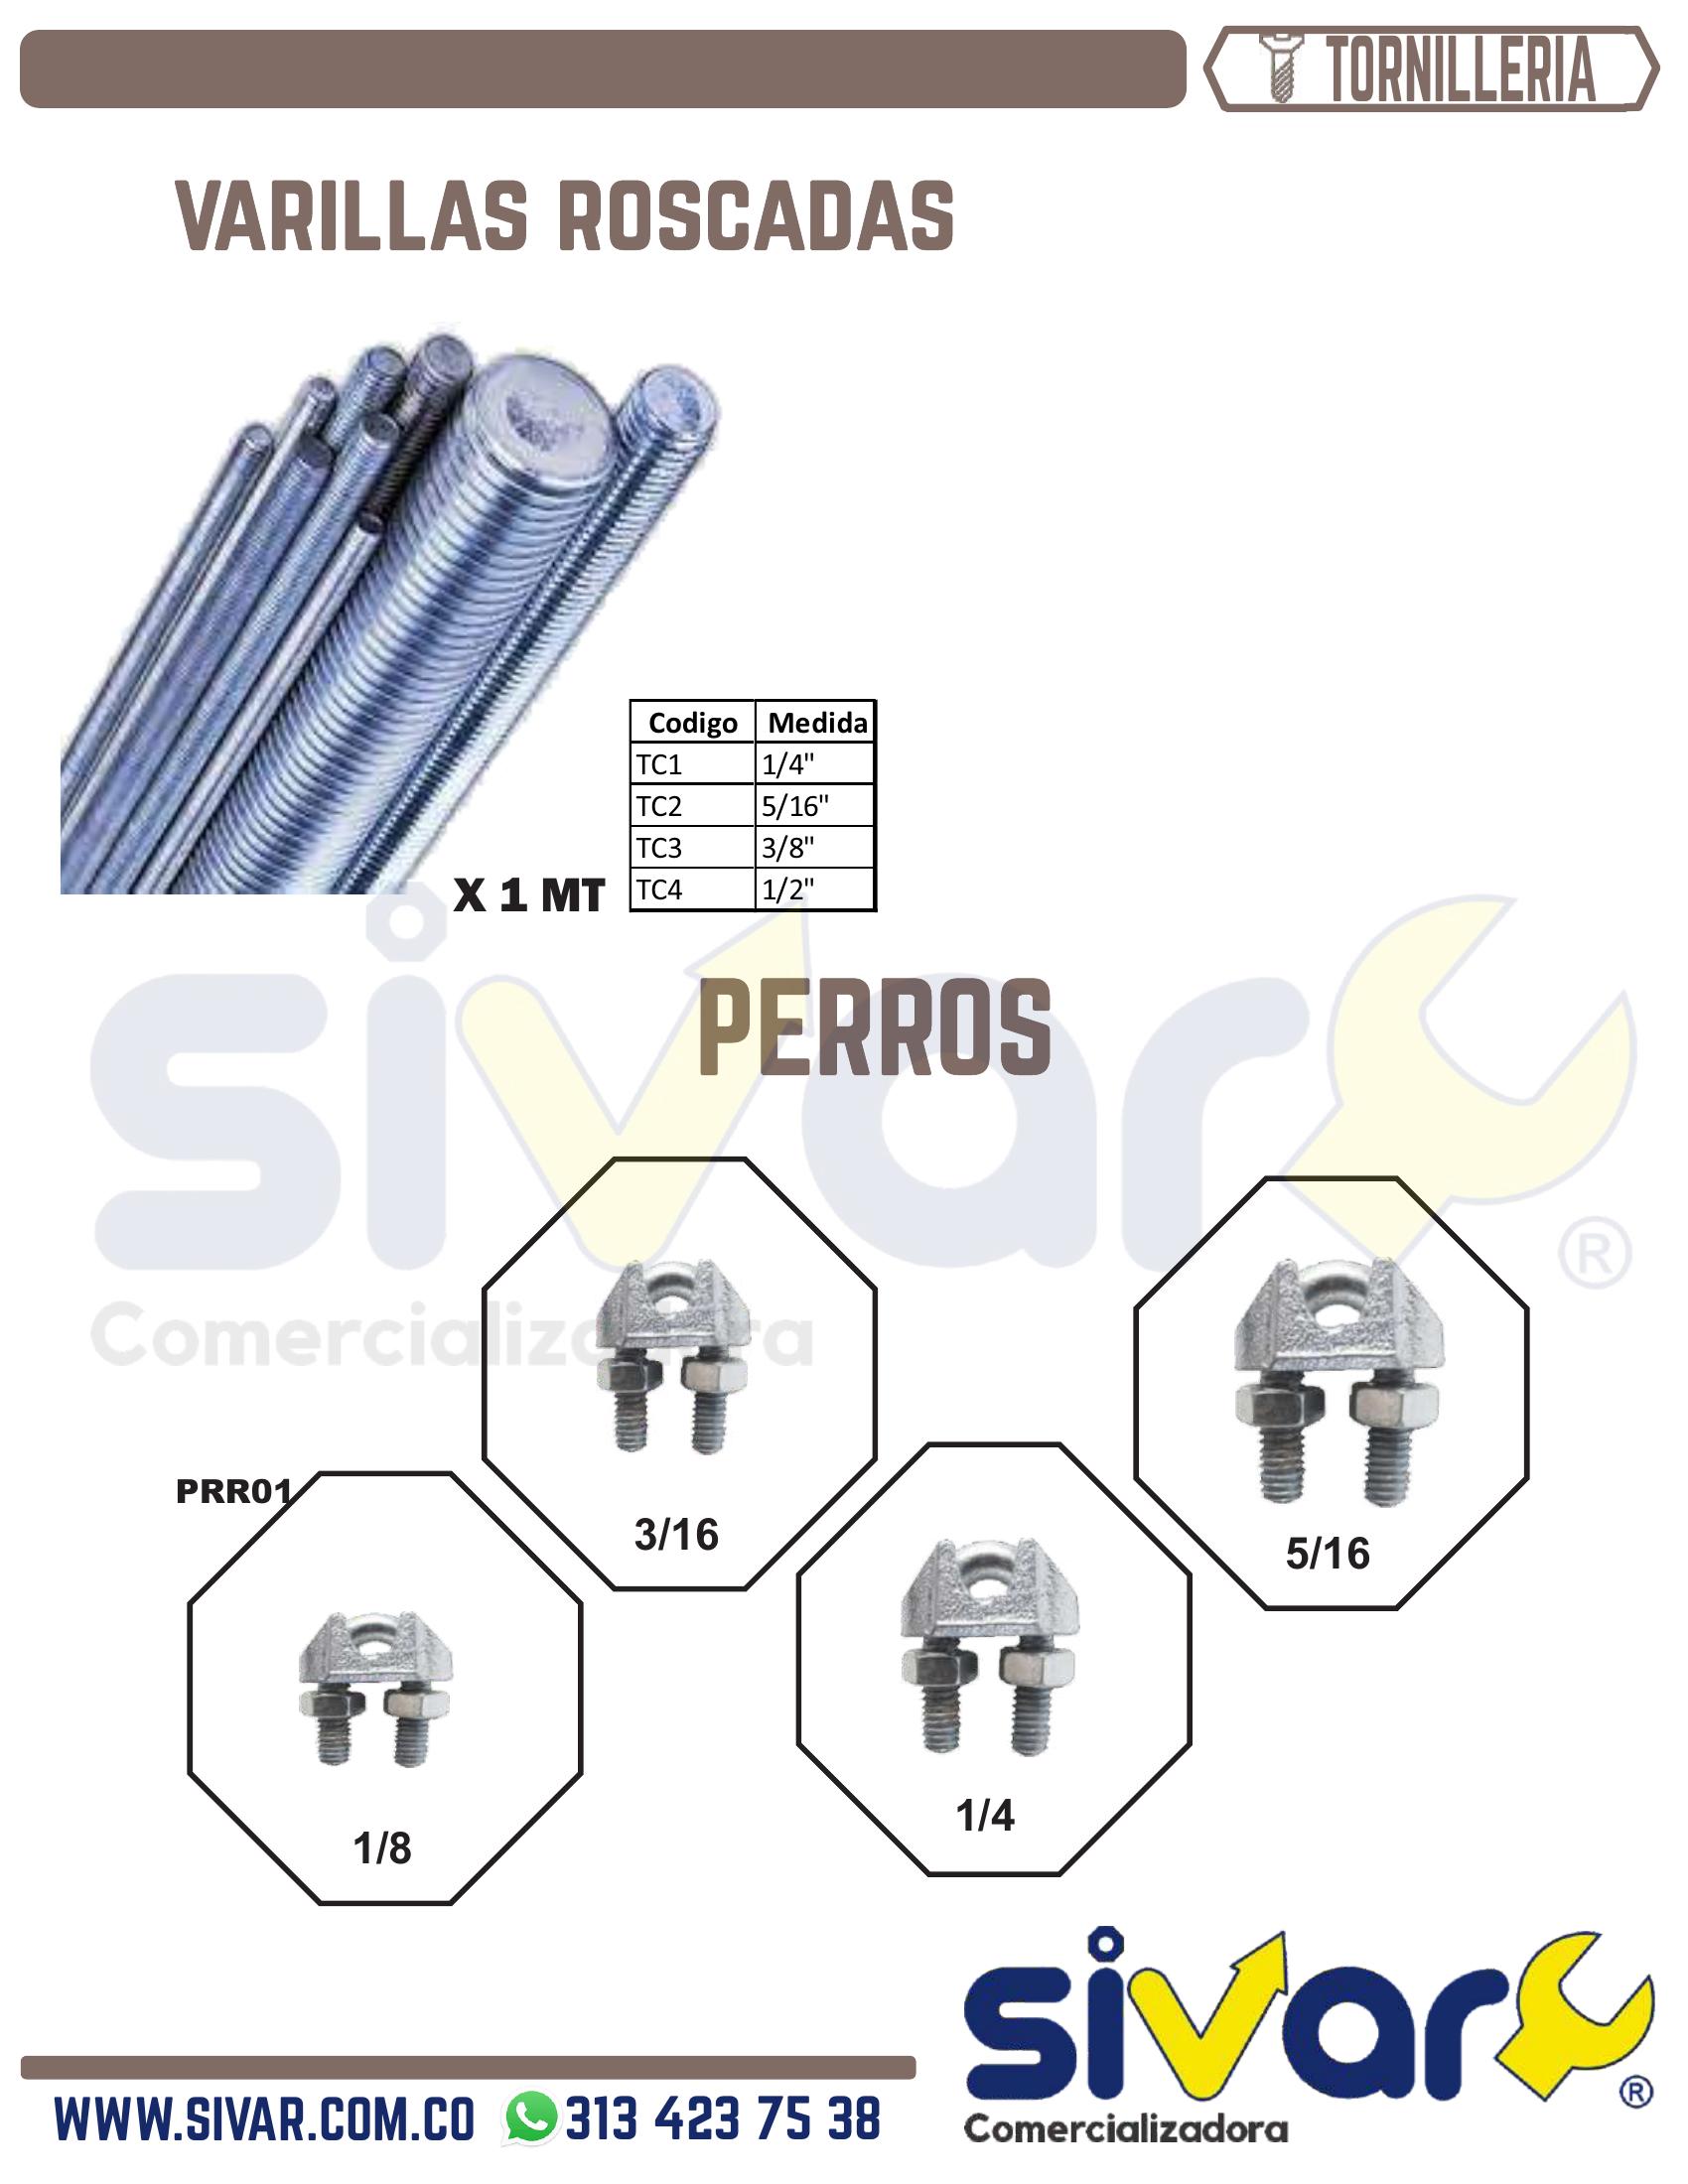 TORNILLERIA
VARILLAS ROSCADAS
Codigo Medida
TC1 1/4"
TC2 5/16"
TC3 3/8"
TC4 1/2"
X 1 MT
PERROS
sivar
®
Comercializadora
3/16
5/16
PRR01
1/4
1/8
sivar
®
Comercializadora
WWW.SIVAR.COM.CO 313 423 75 38